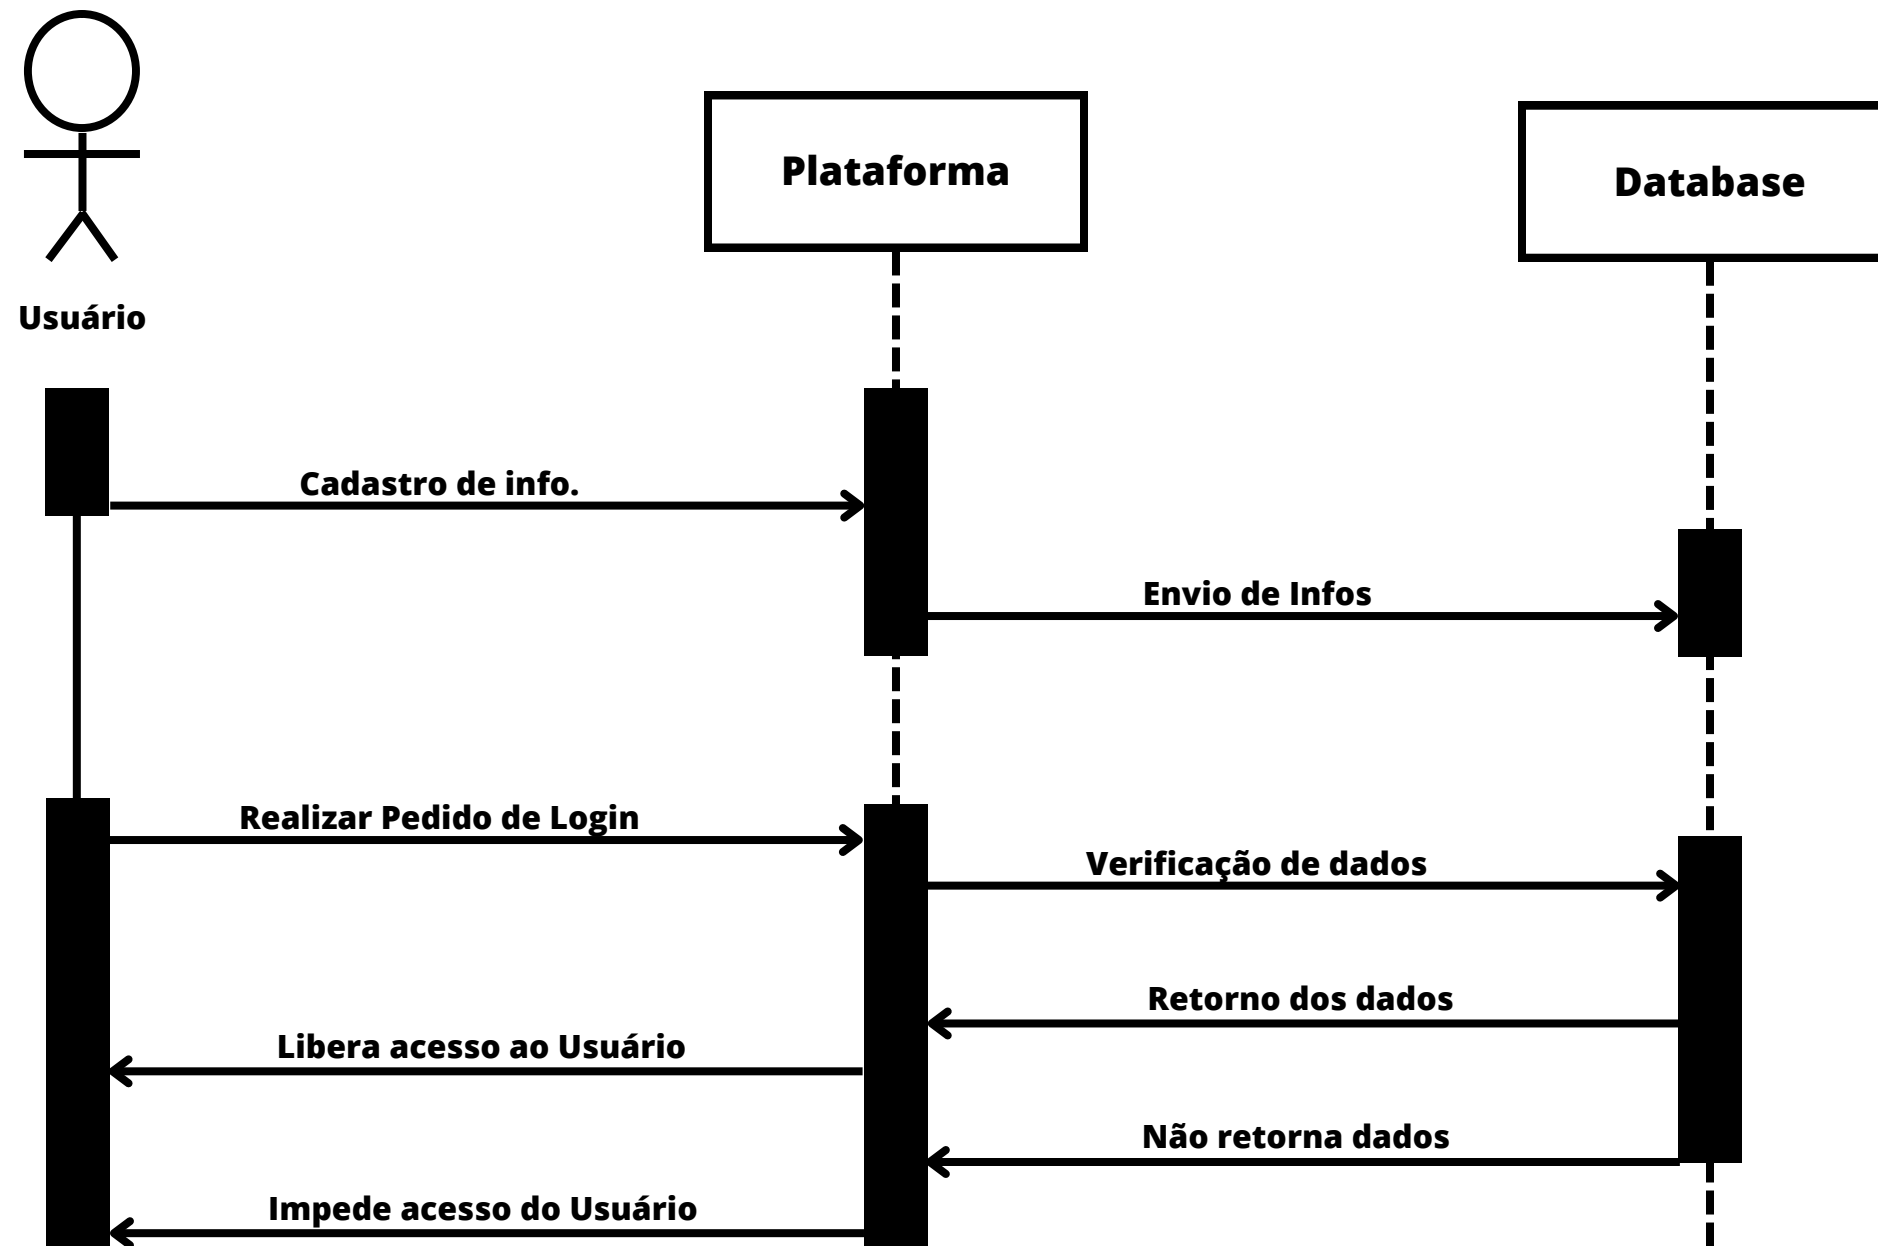 Plataforma
Database
Usuário
Cadastro de info.
Envio de Infos
Realizar Pedido de Login
Verificação de dados
Retorno dos dados
Libera acesso ao Usuário
Não retorna dados
Impede acesso do Usuário